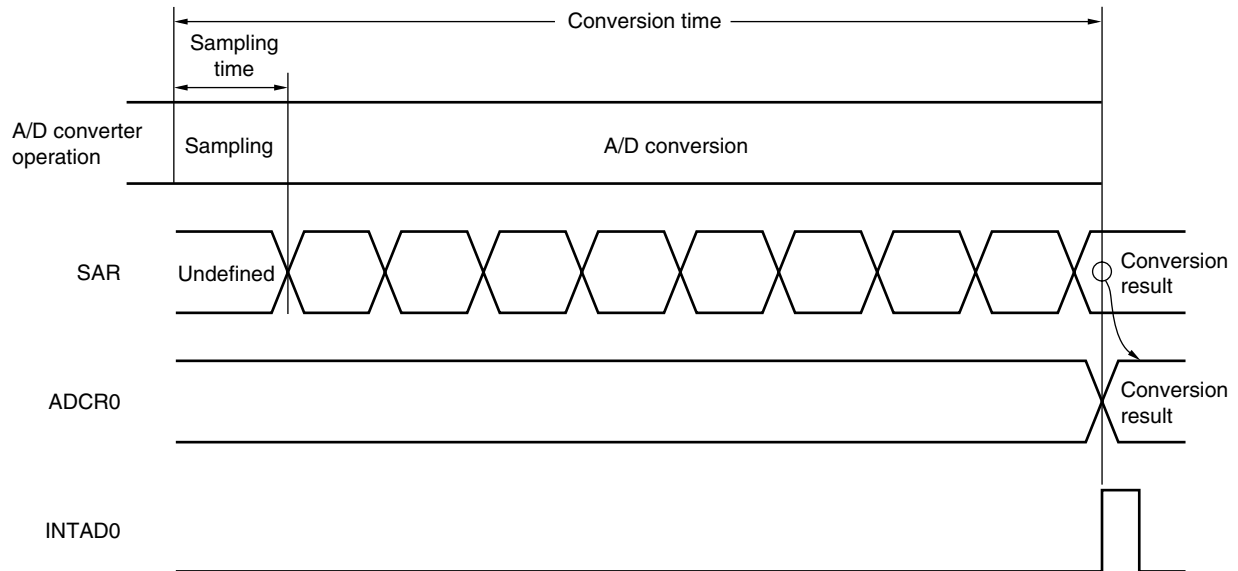 Conversion time
Sampling
time
A/D converter
operation
Sampling
A/D conversion
SAR
Undefined
Conversion
result
ADCR0
Conversion
result
INTAD0